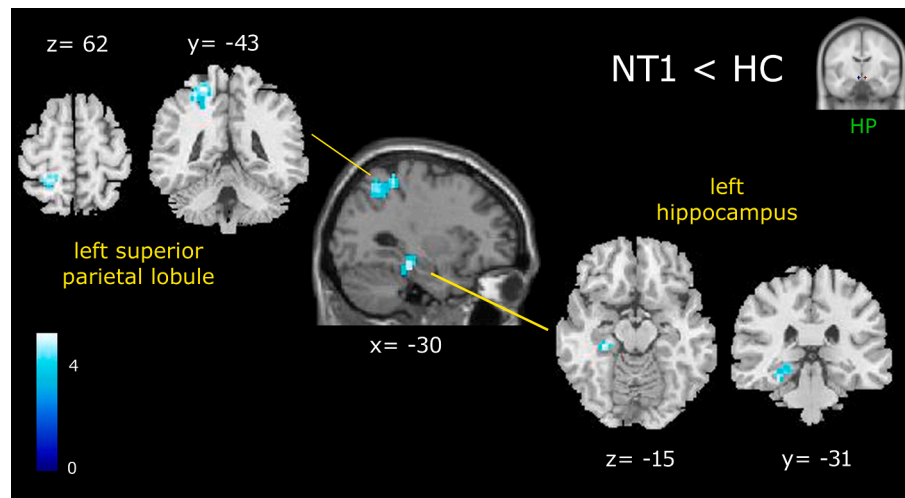 z= 62
y= -43
NT1 < HC
HP
left superior
parietal lobule
left
hippocampus
x= -30
4
0
z= -15
y= -31